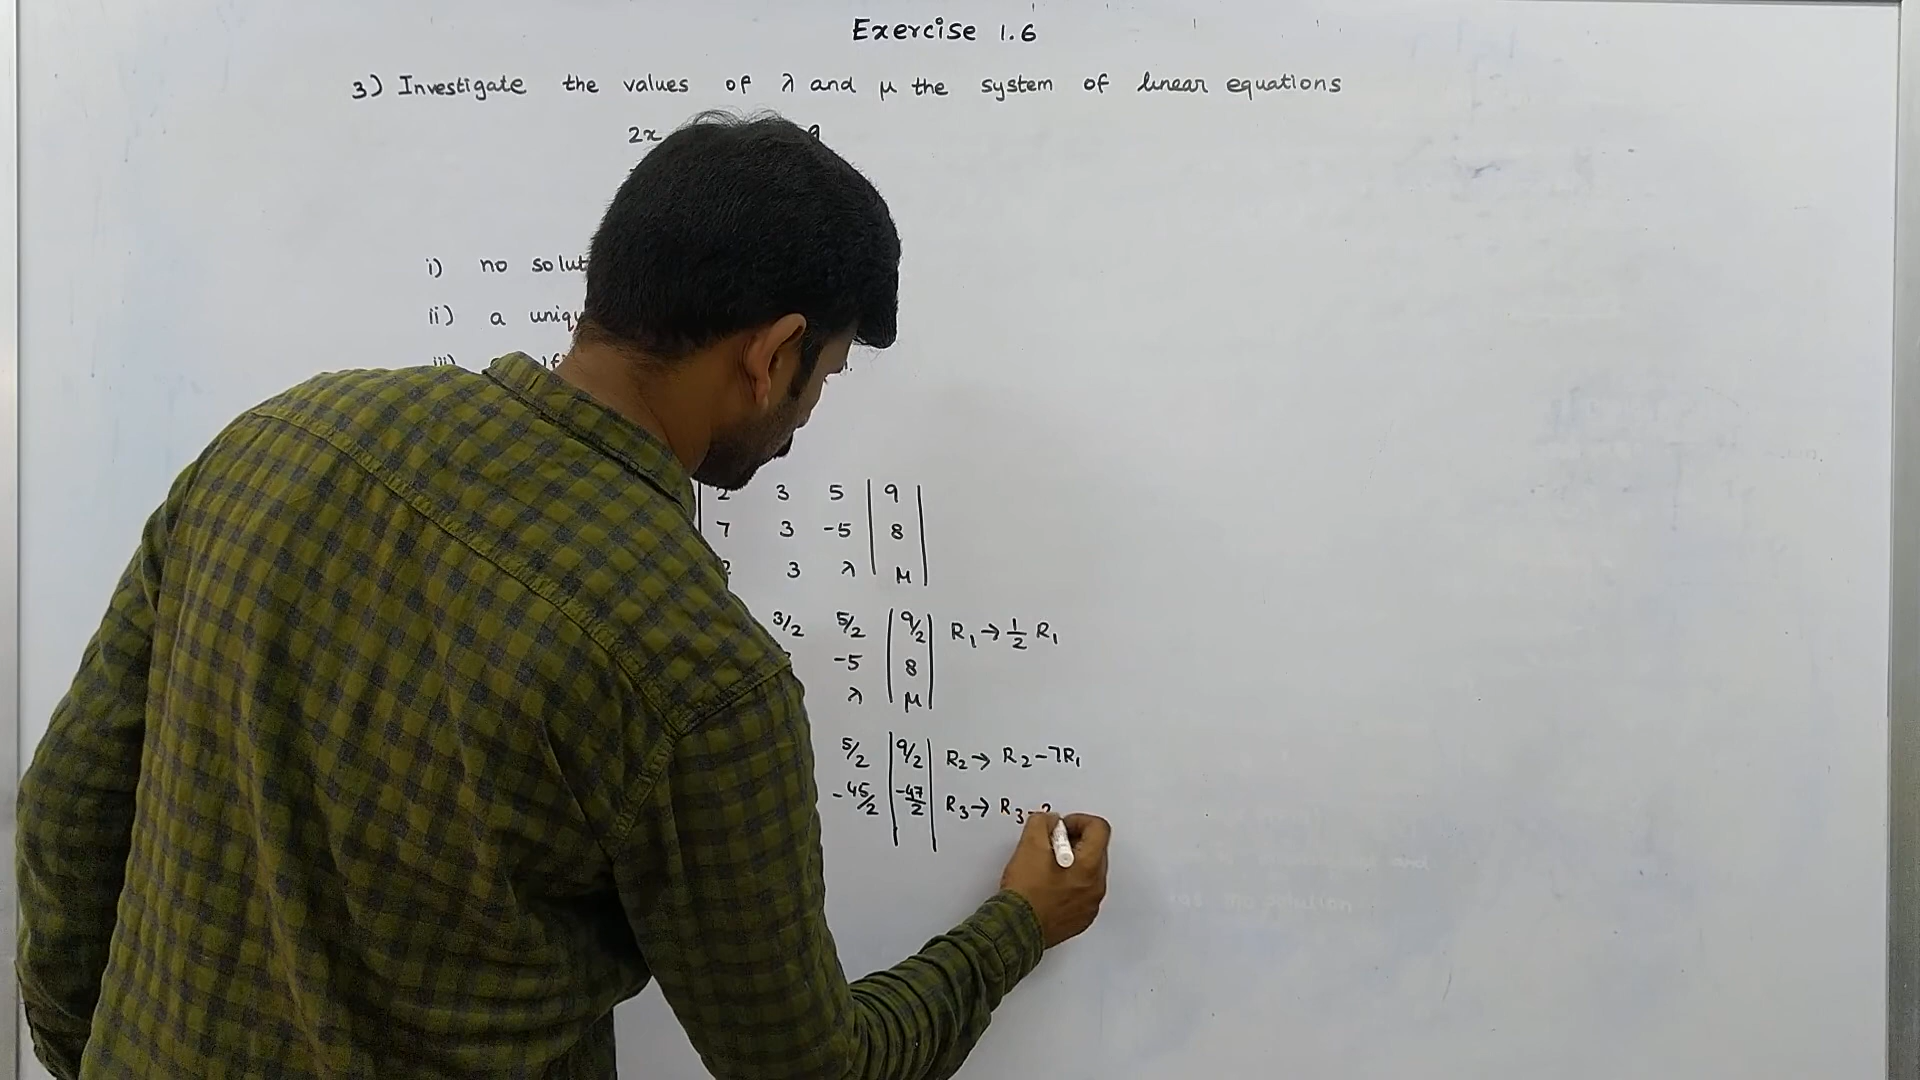 Exercise 1.6
3) Investigate the values of λ and μ the system of linear equations
2x 9
i) no solut
ii) a uniqu
iii)
2 3 5 | 9 |
7 3 -5 | 8 |
2 3 λ | μ |
3/2 5/2 | 9/2 | R₁ → 1/2 R₁
-5 | 8 |
λ | μ |
5/2 | 9/2 | R₂ → R₂-7R₁
-45/2 | -47/2 | R₃ → R₃-2